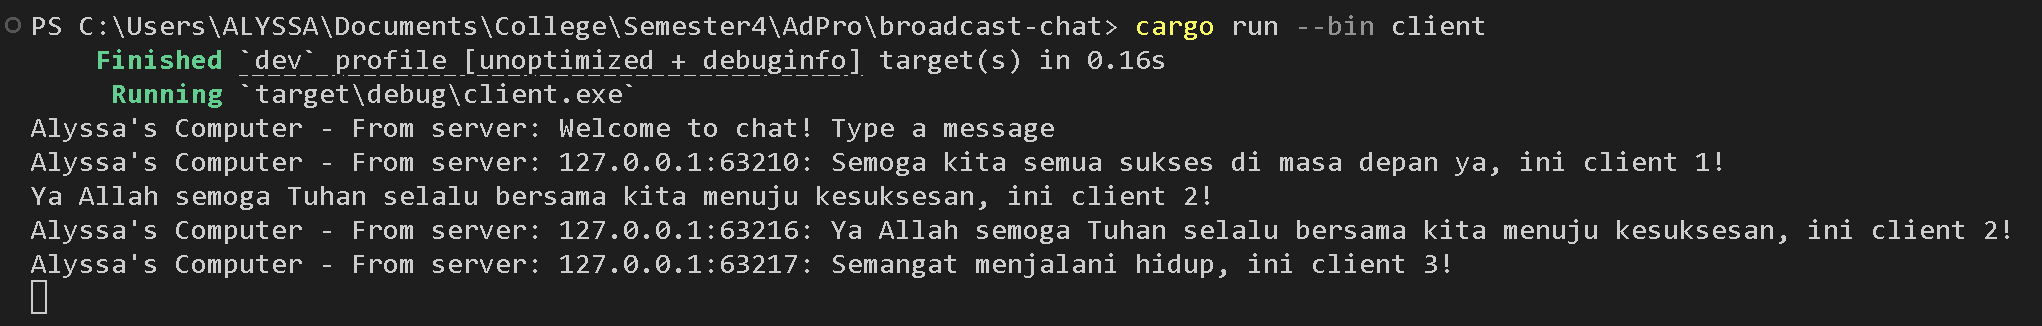 PS C:\Users\ALYSSA\Documents\College\Semester4\AdPro\broadcast-chat> cargo run --bin client
Finished `dev` profile [unoptimized + debuginfo] target(s) in 0.16s
Running `target\debug\client.exe`
Alyssa's Computer - From server: Welcome to chat! Type a message
Alyssa's Computer - From server: 127.0.0.1:63210: Semoga kita semua sukses di masa depan ya, ini client 1!
Ya Allah semoga Tuhan selalu bersama kita menuju kesuksesan, ini client 2!
Alyssa's Computer - From server: 127.0.0.1:63216: Ya Allah semoga Tuhan selalu bersama kita menuju kesuksesan, ini client 2!
Alyssa's Computer - From server: 127.0.0.1:63217: Semangat menjalani hidup, ini client 3!